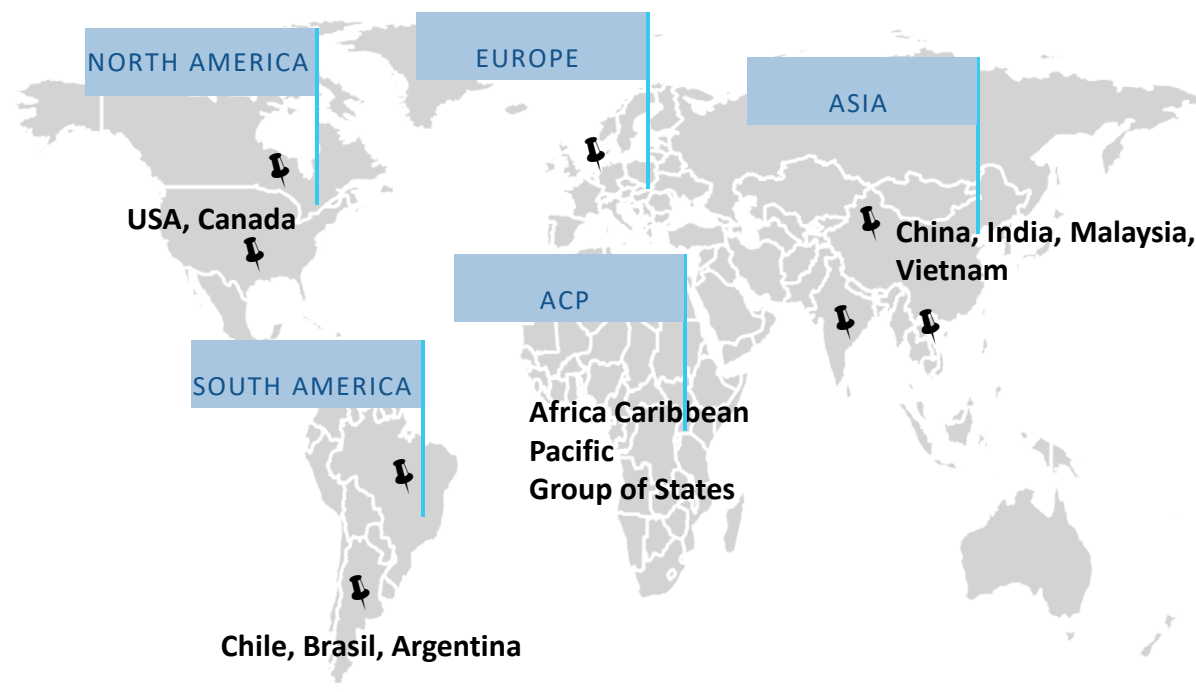 NORTH AMERICA
USA, Canada
EUROPE
ASIA
China, India, Malaysia,
Vietnam
ACP
Africa Caribbean
Pacific
Group of States
SOUTH AMERICA
Chile, Brasil, Argentina